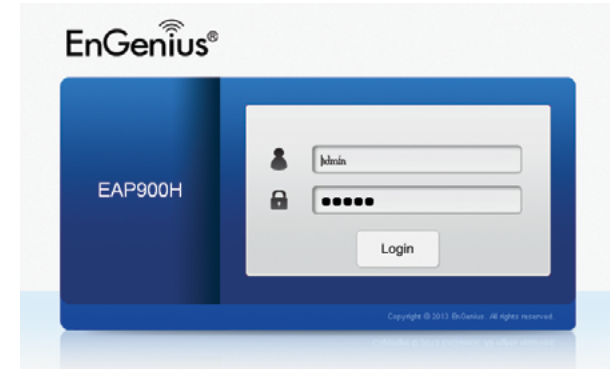 EnGenius®
admin
EAP900H
●●●●●
Login
Copyright © 2013 EnGenius. All rights reserved.